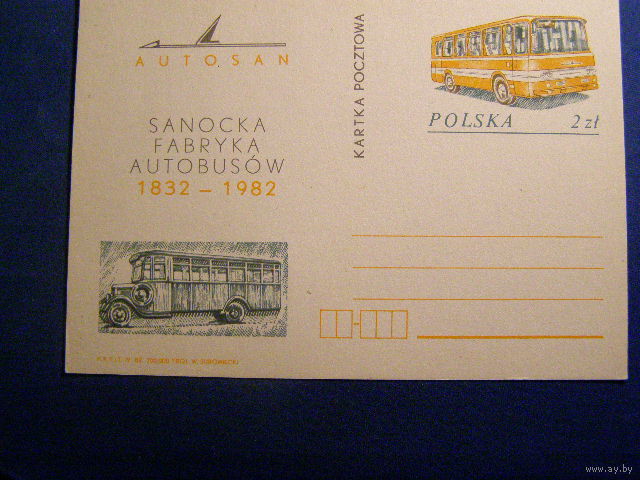 AUTOSAN
SANOCKA
FABRYKA
AUTOBUSÓW
1832 – 1982
KARTKA POCZTOWA
POLSKA 2 zł
www.ay.by